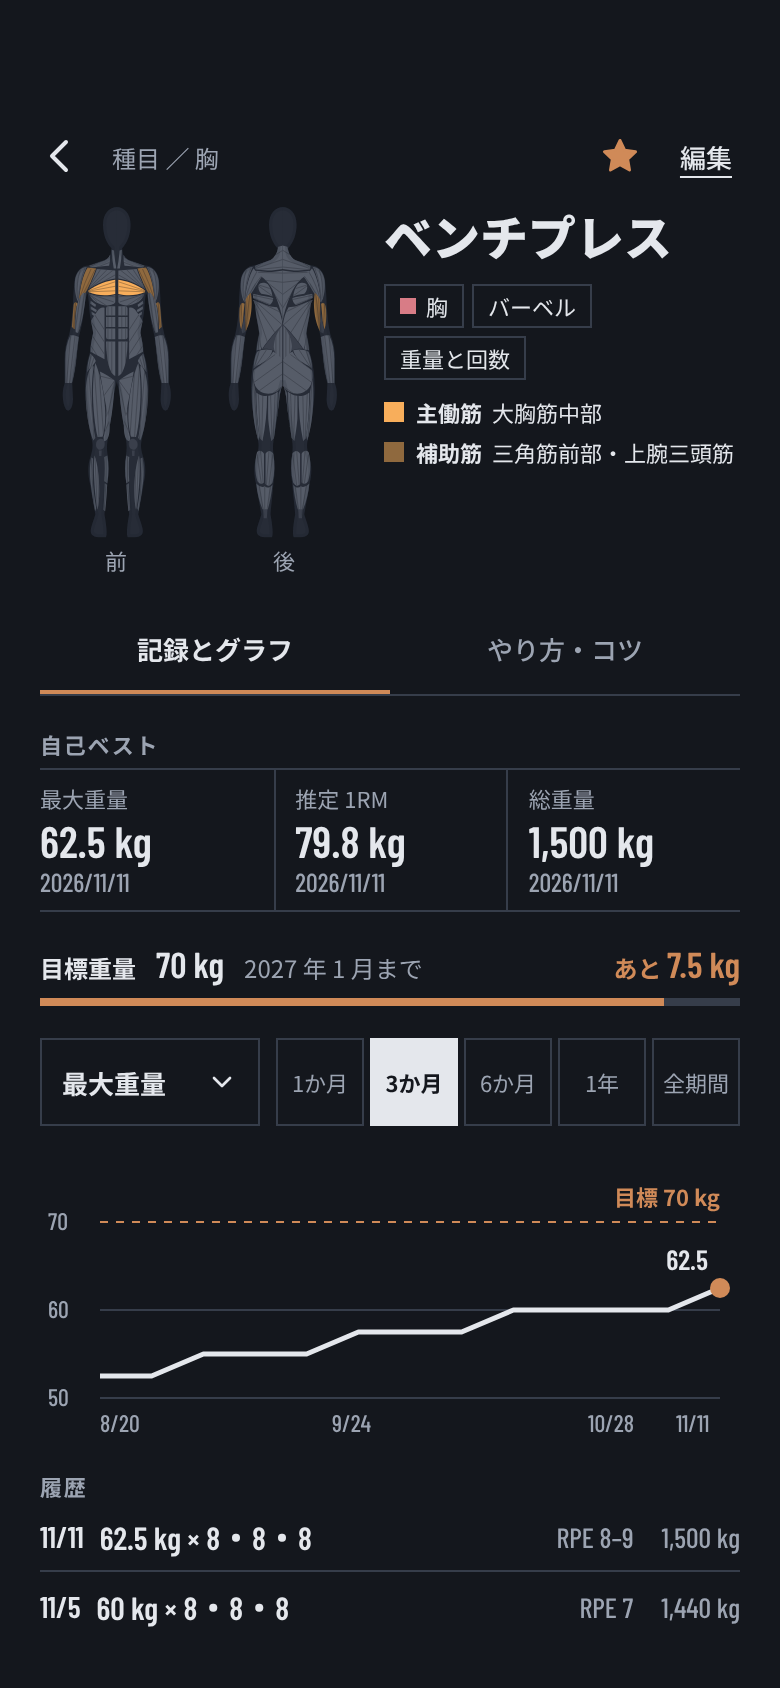 種目 ／ 胸
編集
ベンチプレス
胸
バーベル
重量と回数
主働筋 大胸筋中部
補助筋 三角筋前部・上腕三頭筋
前
後
記録とグラフ
やり方・コツ
自己ベスト
最大重量
62.5 kg
2026/11/11
推定 1RM
79.8 kg
2026/11/11
総重量
1,500 kg
2026/11/11
目標重量 70 kg 2027 年 1 月まで あと 7.5 kg
最大重量
1か月
3か月
6か月
1年
全期間
目標 70 kg
70
62.5
60
50
8/20
9/24
10/28
11/11
履歴
11/11 62.5 kg × 8 • 8 • 8 RPE 8–9 1,500 kg
11/5 60 kg × 8 • 8 • 8 RPE 7 1,440 kg